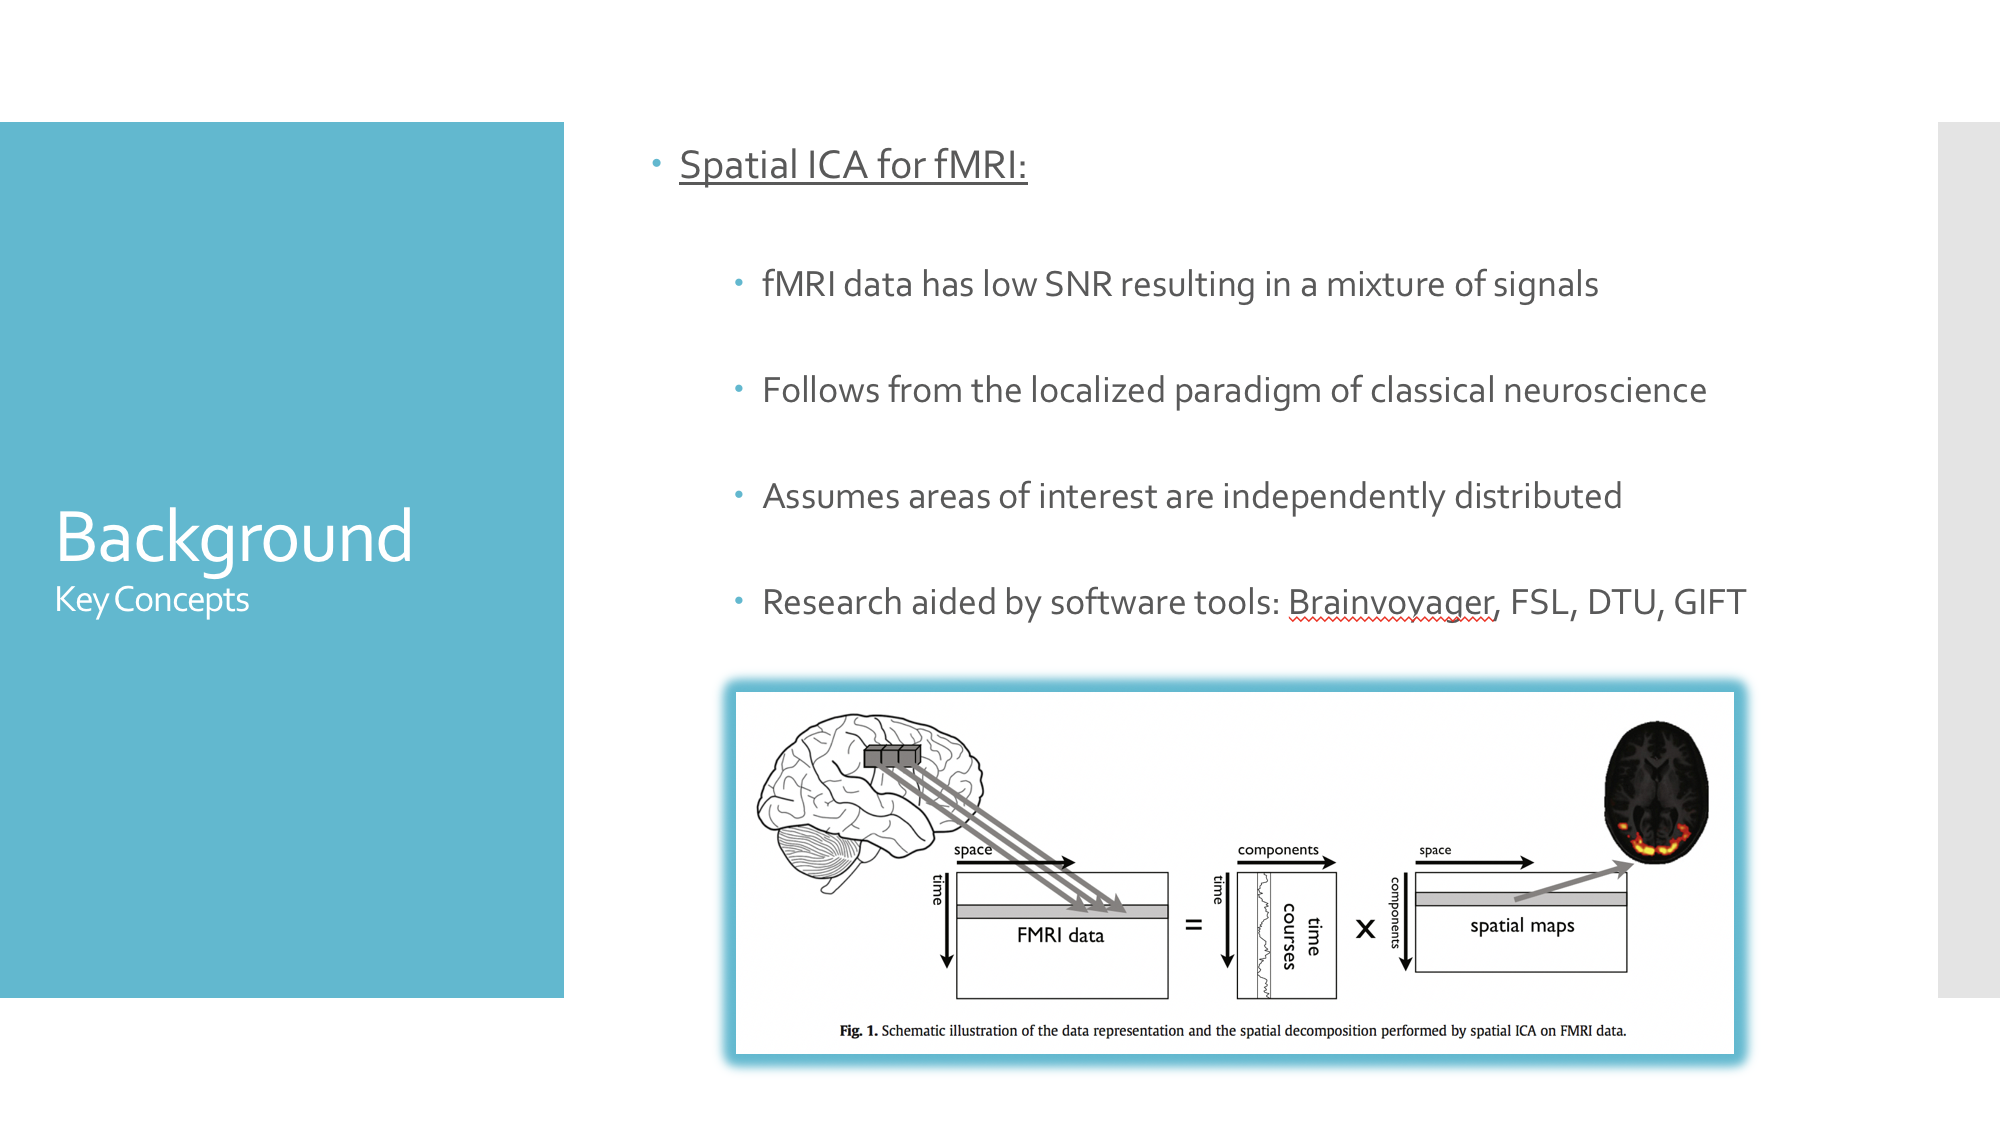 Background
Key Concepts
Spatial ICA for fMRI:
fMRI data has low SNR resulting in a mixture of signals
Follows from the localized paradigm of classical neuroscience
Assumes areas of interest are independently distributed
Research aided by software tools: Brainvoyager, FSL, DTU, GIFT
space
time
FMRI data
=
components
time
time
courses
x
space
components
spatial maps
Fig. 1. Schematic illustration of the data representation and the spatial decomposition performed by spatial ICA on FMRI data.